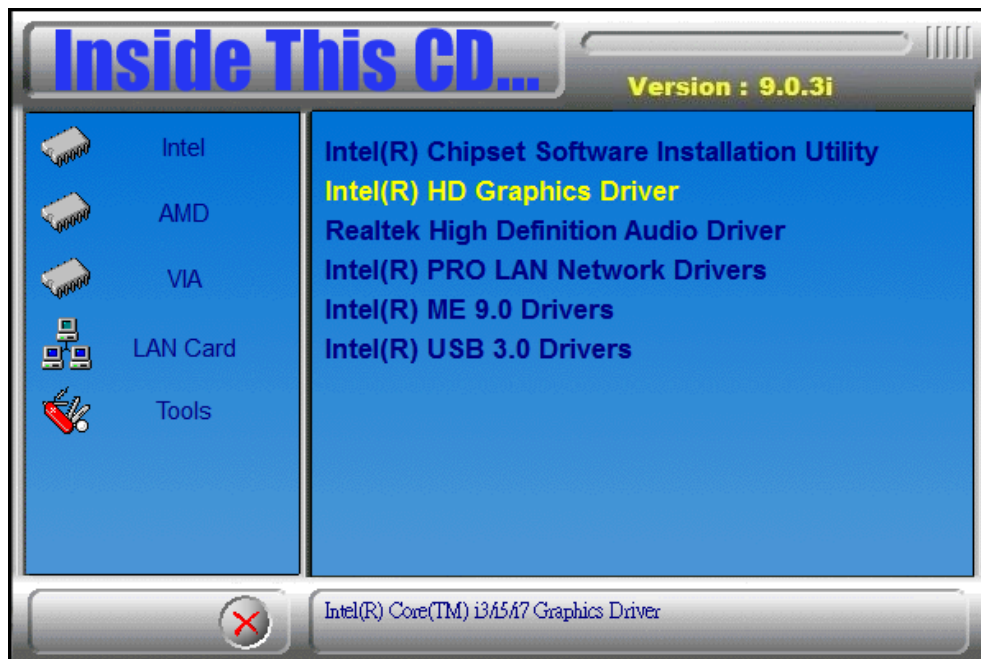 Inside This CD...
Version : 9.0.3i
Intel
AMD
VIA
LAN Card
Tools
Intel(R) Chipset Software Installation Utility
Intel(R) HD Graphics Driver
Realtek High Definition Audio Driver
Intel(R) PRO LAN Network Drivers
Intel(R) ME 9.0 Drivers
Intel(R) USB 3.0 Drivers
Intel(R) Core(TM) i3/i5/i7 Graphics Driver